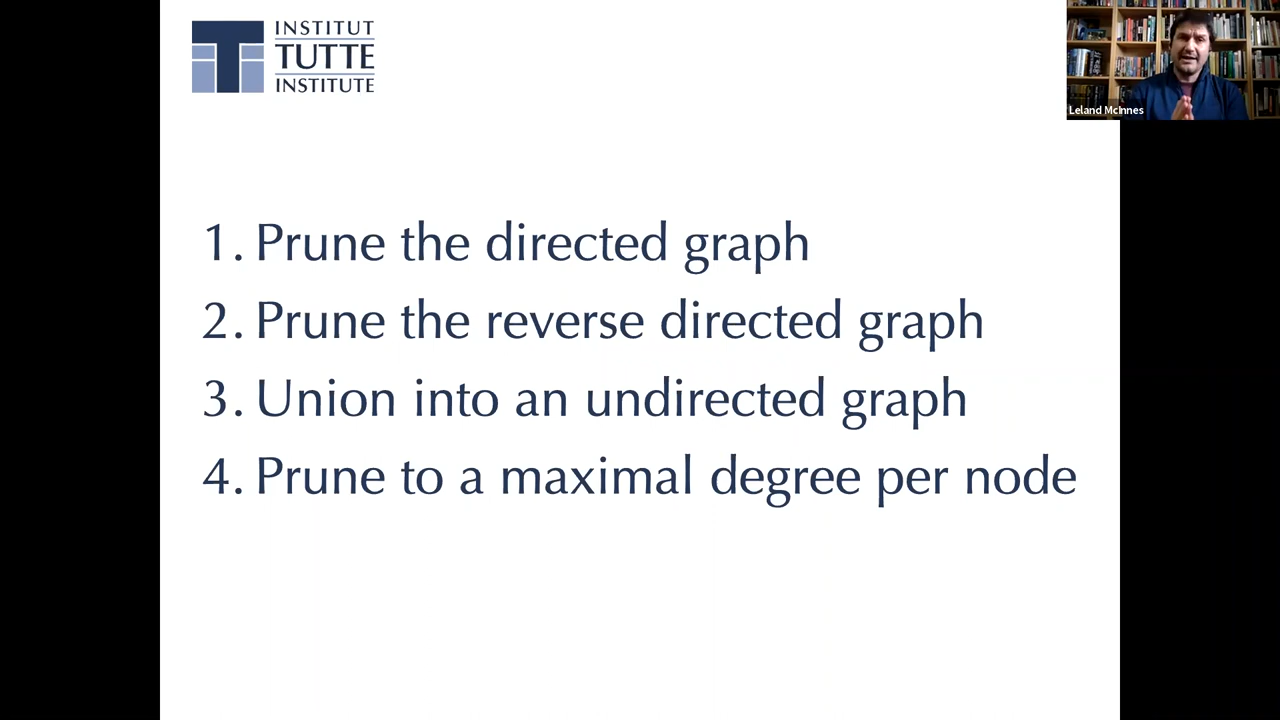 INSTITUT
TUTTE
INSTITUTE
Leland McInnes
1. Prune the directed graph
2. Prune the reverse directed graph
3. Union into an undirected graph
4. Prune to a maximal degree per node